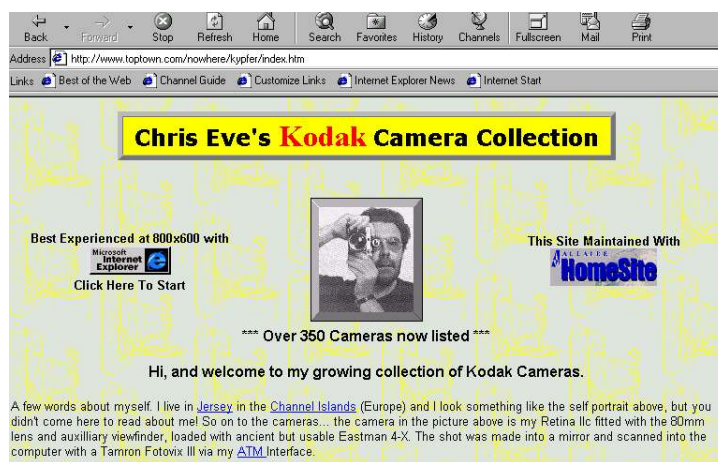 Back Forward Stop Refresh Home Search Favorites History Channels Fullscreen Mail Print
Address http://www.toptown.com/nowhere/kypfer/index.htm
Links Best of the Web Channel Guide Customize Links Internet Explorer News Internet Start
Chris Eve's Kodak Camera Collection
Best Experienced at 800x600 with
Microsoft
Internet
Explorer
Click Here To Start
This Site Maintained With
ALLAIRE
HomeSite
*** Over 350 Cameras now listed ***
Hi, and welcome to my growing collection of Kodak Cameras.
A few words about myself. I live in Jersey in the Channel Islands (Europe) and I look something like the self portrait above, but you
didn't come here to read about me! So on to the cameras... the camera in the picture above is my Retina IIc fitted with the 80mm
lens and auxilliary viewfinder, loaded with ancient but usable Eastman 4-X. The shot was made into a mirror and scanned into the
computer with a Tamron Fotovix III via my ATM Interface.